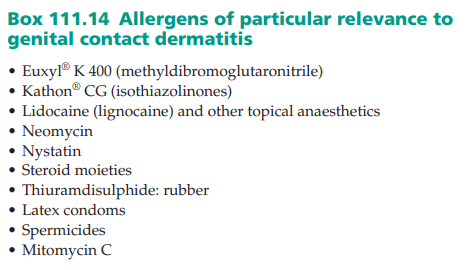 Box 111.14 Allergens of particular relevance to
genital contact dermatitis
• Euxyl® K 400 (methyldibromoglutaronitrile)
• Kathon® CG (isothiazolinones)
• Lidocaine (lignocaine) and other topical anaesthetics
• Neomycin
• Nystatin
• Steroid moieties
• Thiuramdisulphide: rubber
• Latex condoms
• Spermicides
• Mitomycin C